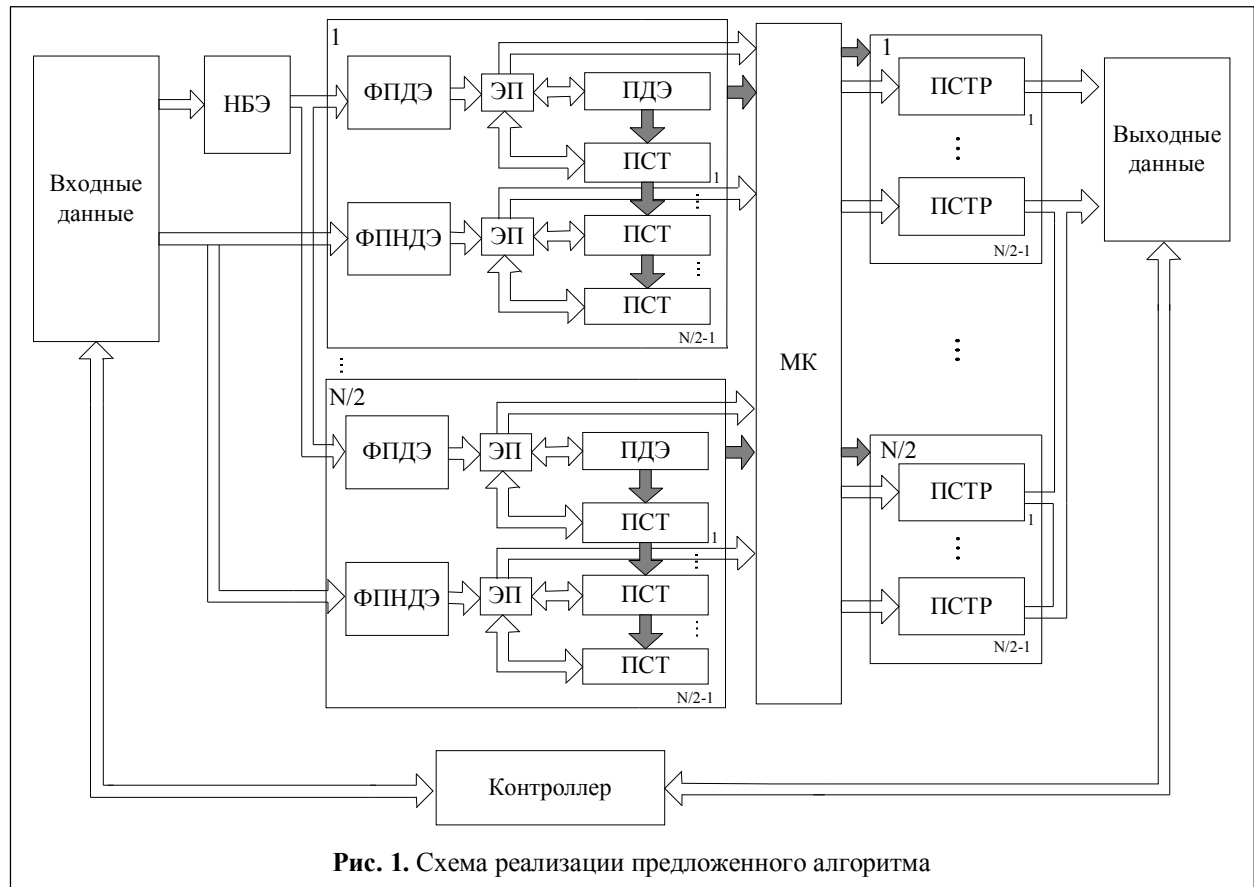 Входные
данные
НБЭ
1
ФПДЭ
ЭП
ПДЭ
ПСТ
1
...
ФПНДЭ
ЭП
ПСТ
...
ПСТ
N/2-1
...
N/2
ФПДЭ
ЭП
ПДЭ
ПСТ
1
...
ФПНДЭ
ЭП
ПСТ
...
ПСТ
N/2-1
МК
1
ПСТР
1
...
ПСТР
N/2-1
...
N/2
ПСТР
1
...
ПСТР
N/2-1
Выходные
данные
Контроллер
Рис. 1. Схема реализации предложенного алгоритма